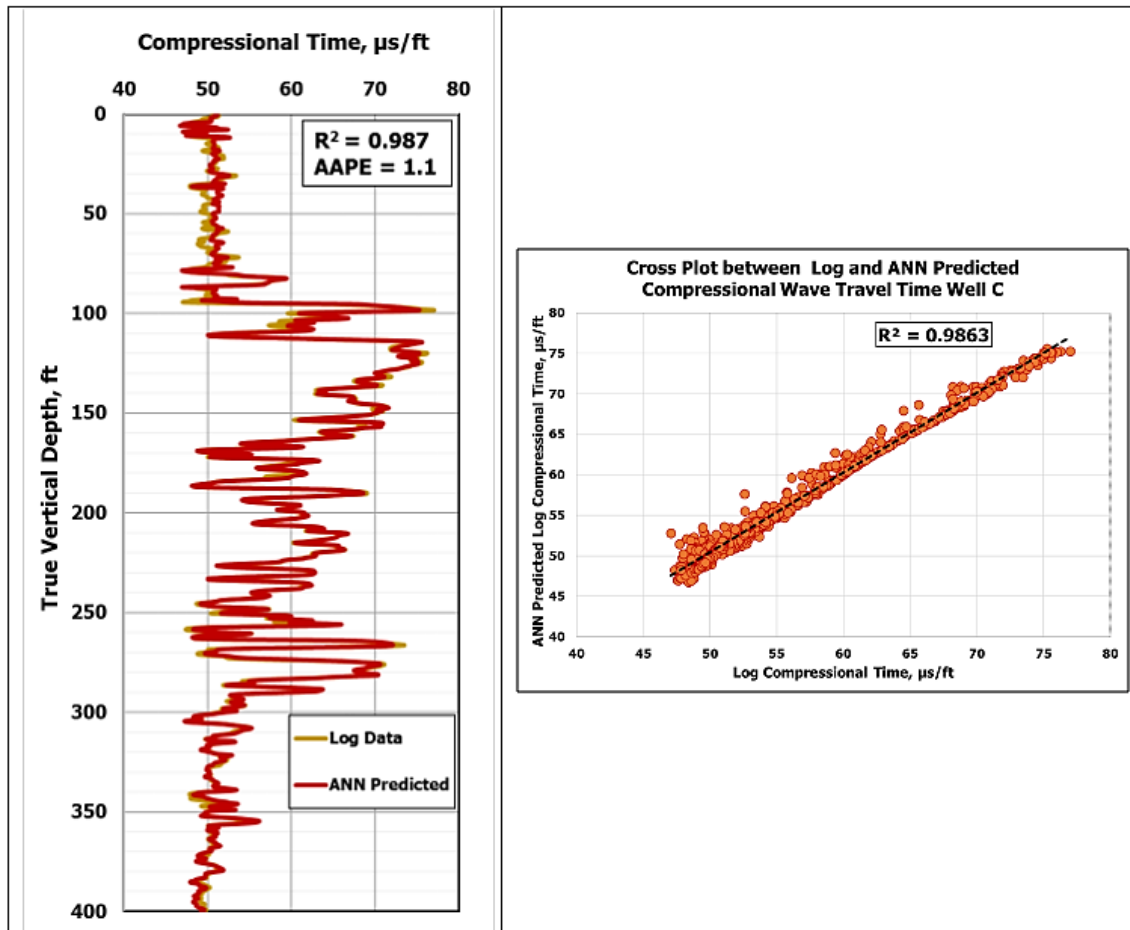 Compressional Time, µs/ft
40 50 60 70 80
0
50
100
150
200
250
300
350
400
True Vertical Depth, ft
R² = 0.987
AAPE = 1.1
Log Data
ANN Predicted
Cross Plot between Log and ANN Predicted
Compressional Wave Travel Time Well C
R² = 0.9863
ANN Predicted Log Compressional Time, µs/ft
80
75
70
65
60
55
50
45
40
40 45 50 55 60 65 70 75 80
Log Compressional Time, µs/ft